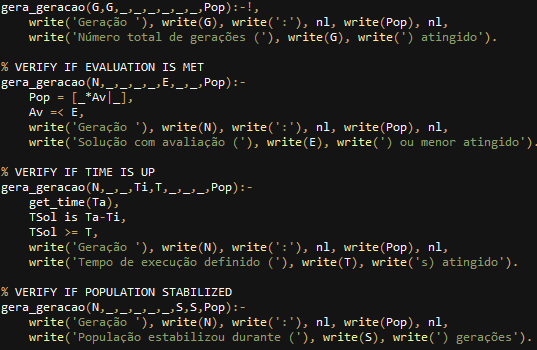 gera_geracao(G,G,_,_,_,_,_,_,Pop):-!,
    write('Geração '), write(G), write(':'), nl, write(Pop), nl,
    write('Número total de gerações ('), write(G), write(') atingido').

% VERIFY IF EVALUATION IS MET
gera_geracao(N,_,_,_,_,E,_,_,Pop):-
    Pop = [_*Av|_],
    Av =< E,
    write('Geração '), write(N), write(':'), nl, write(Pop), nl,
    write('Solução com avaliação ('), write(E), write(') ou menor atingido').

% VERIFY IF TIME IS UP
gera_geracao(N,_,_,Ti,T,_,_,_,Pop):-
    get_time(Ta),
    TSol is Ta-Ti,
    TSol >= T,
    write('Geração '), write(N), write(':'), nl, write(Pop), nl,
    write('Tempo de execução definido ('), write(T), write('s) atingido').

% VERIFY IF POPULATION STABILIZED
gera_geracao(N,_,_,_,_,_,S,S,Pop):-
    write('Geração '), write(N), write(':'), nl, write(Pop), nl,
    write('População estabilizou durante ('), write(S), write(') gerações').